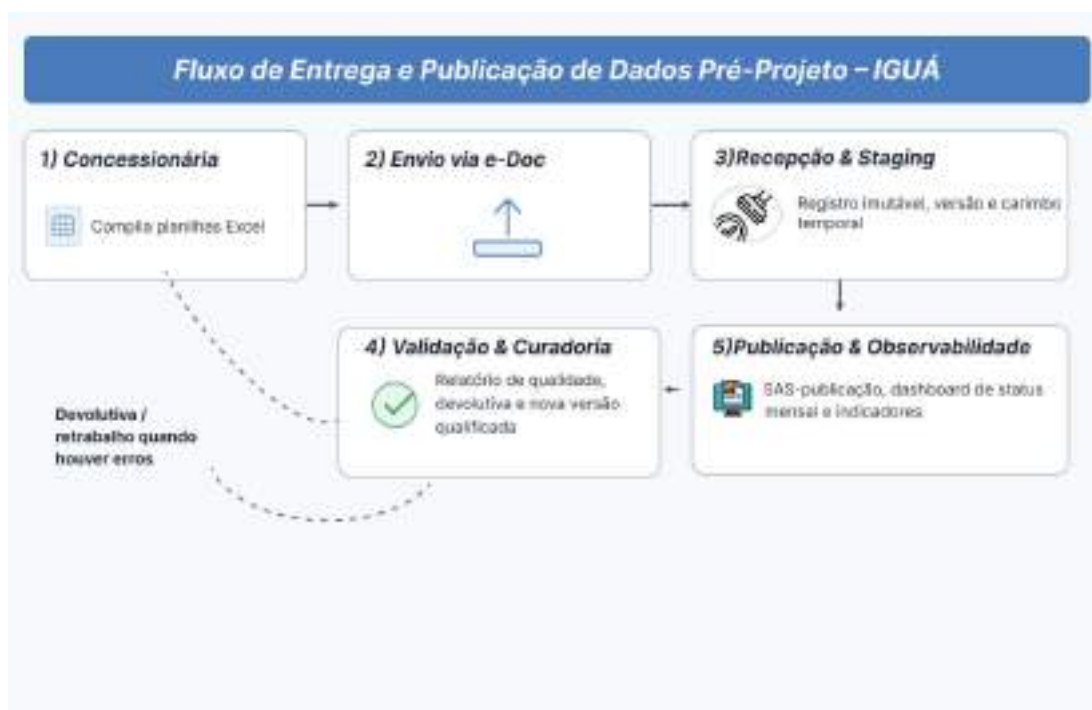 Fluxo de Entrega e Publicação de Dados Pré-Projeto – IGUÁ
1) Concessionária
Compila planilhas Excel
2) Envio via e-Doc
3)Recepção & Staging
Registro imutável, versão e carimbo
temporal
4) Validação & Curadoria
Relatório de qualidade,
devolutiva e nova versão
qualificada
5)Publicação & Observabilidade
SAS-publicação, dashboard de status
mensal e indicadores
Devolutiva /
retrabalho quando
houver erros